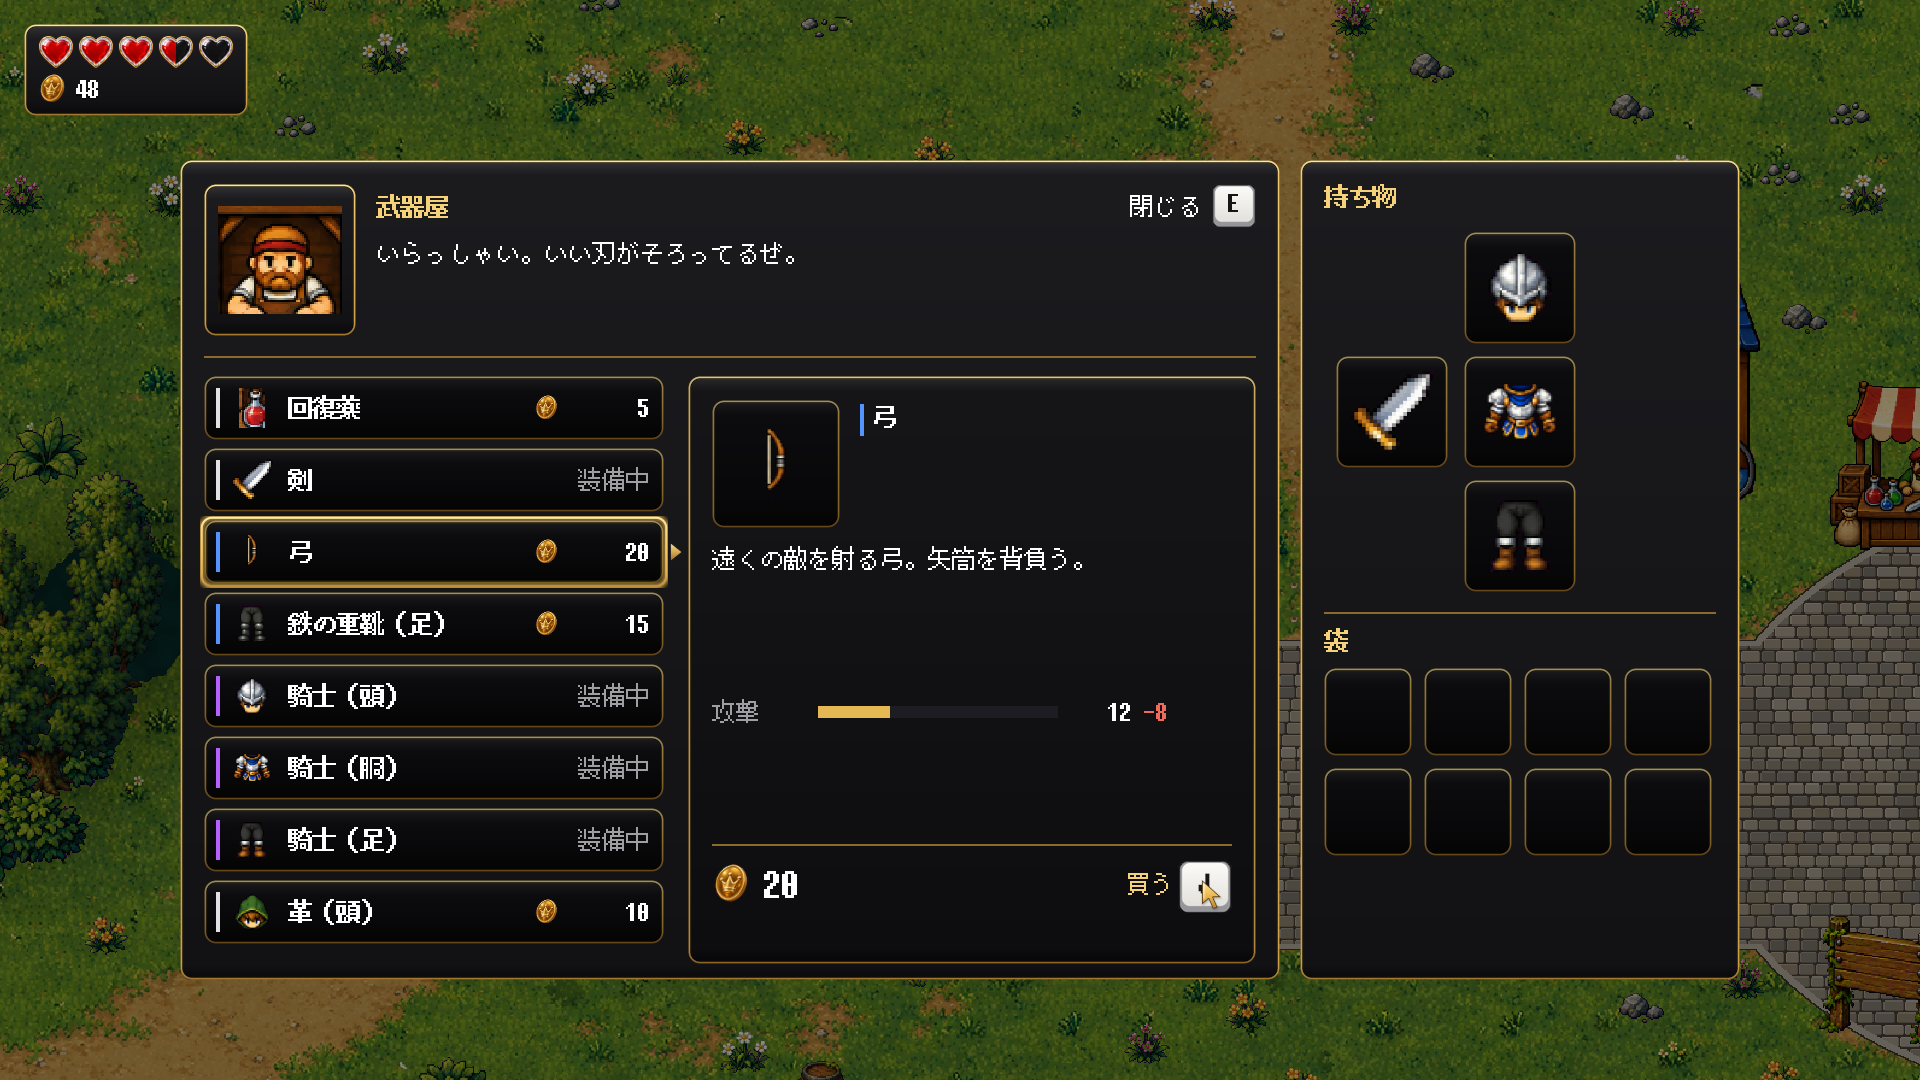 48
武器屋
いらっしゃい。いい刃がそろってるぜ。
閉じる E
回復薬 5
剣 装備中
弓 20
鉄の重靴（足） 15
騎士（頭） 装備中
騎士（胴） 装備中
騎士（足） 装備中
革（頭） 10
弓
遠くの敵を射る弓。矢筒を背負う。
攻撃 12 -8
20 買う
持ち物
袋